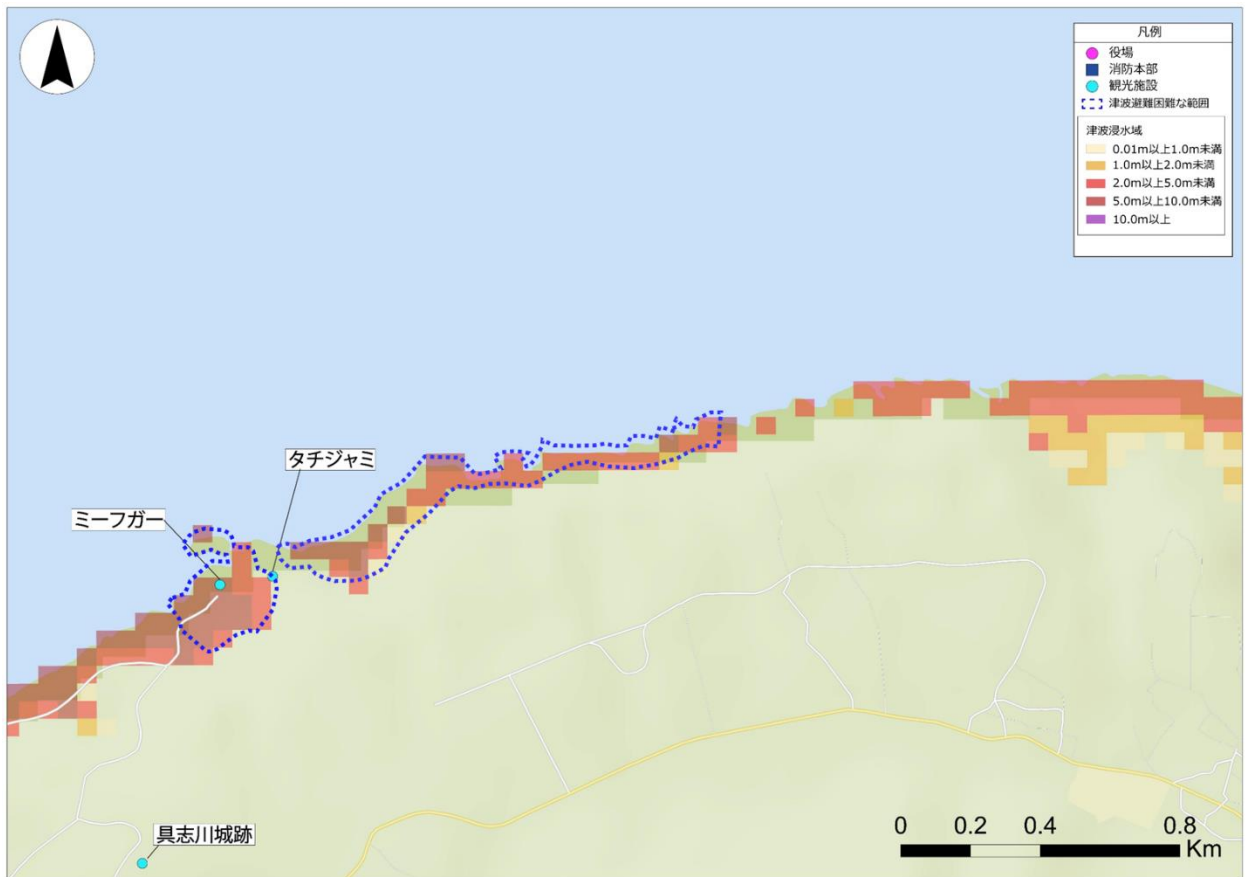 凡例
役場
消防本部
観光施設
津波避難困難な範囲
津波浸水域
0.01m以上1.0m未満
1.0m以上2.0m未満
2.0m以上5.0m未満
5.0m以上10.0m未満
10.0m以上
タチジャミ
ミーフガー
具志川城跡
0 0.2 0.4 0.8
Km